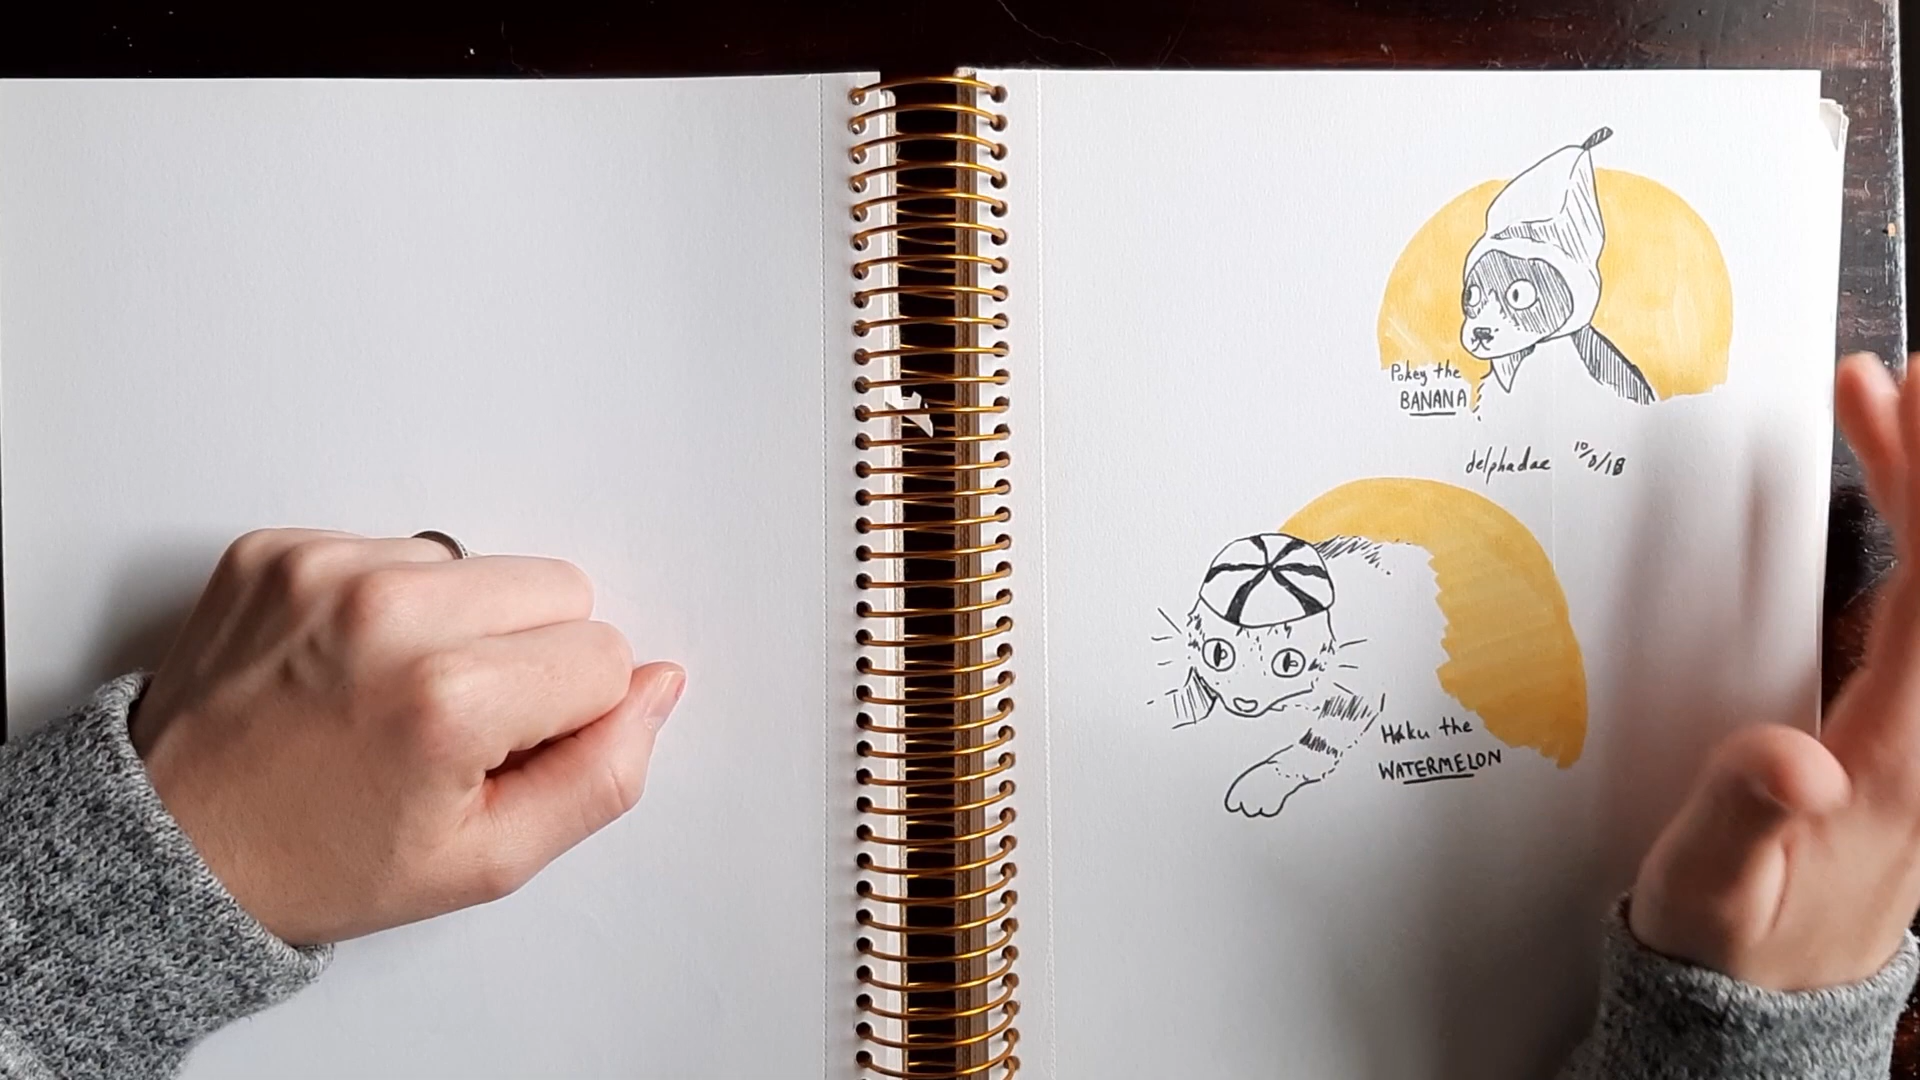 Pokey the
BANANA
delphadae 10/8/18
Haku the
WATERMELON